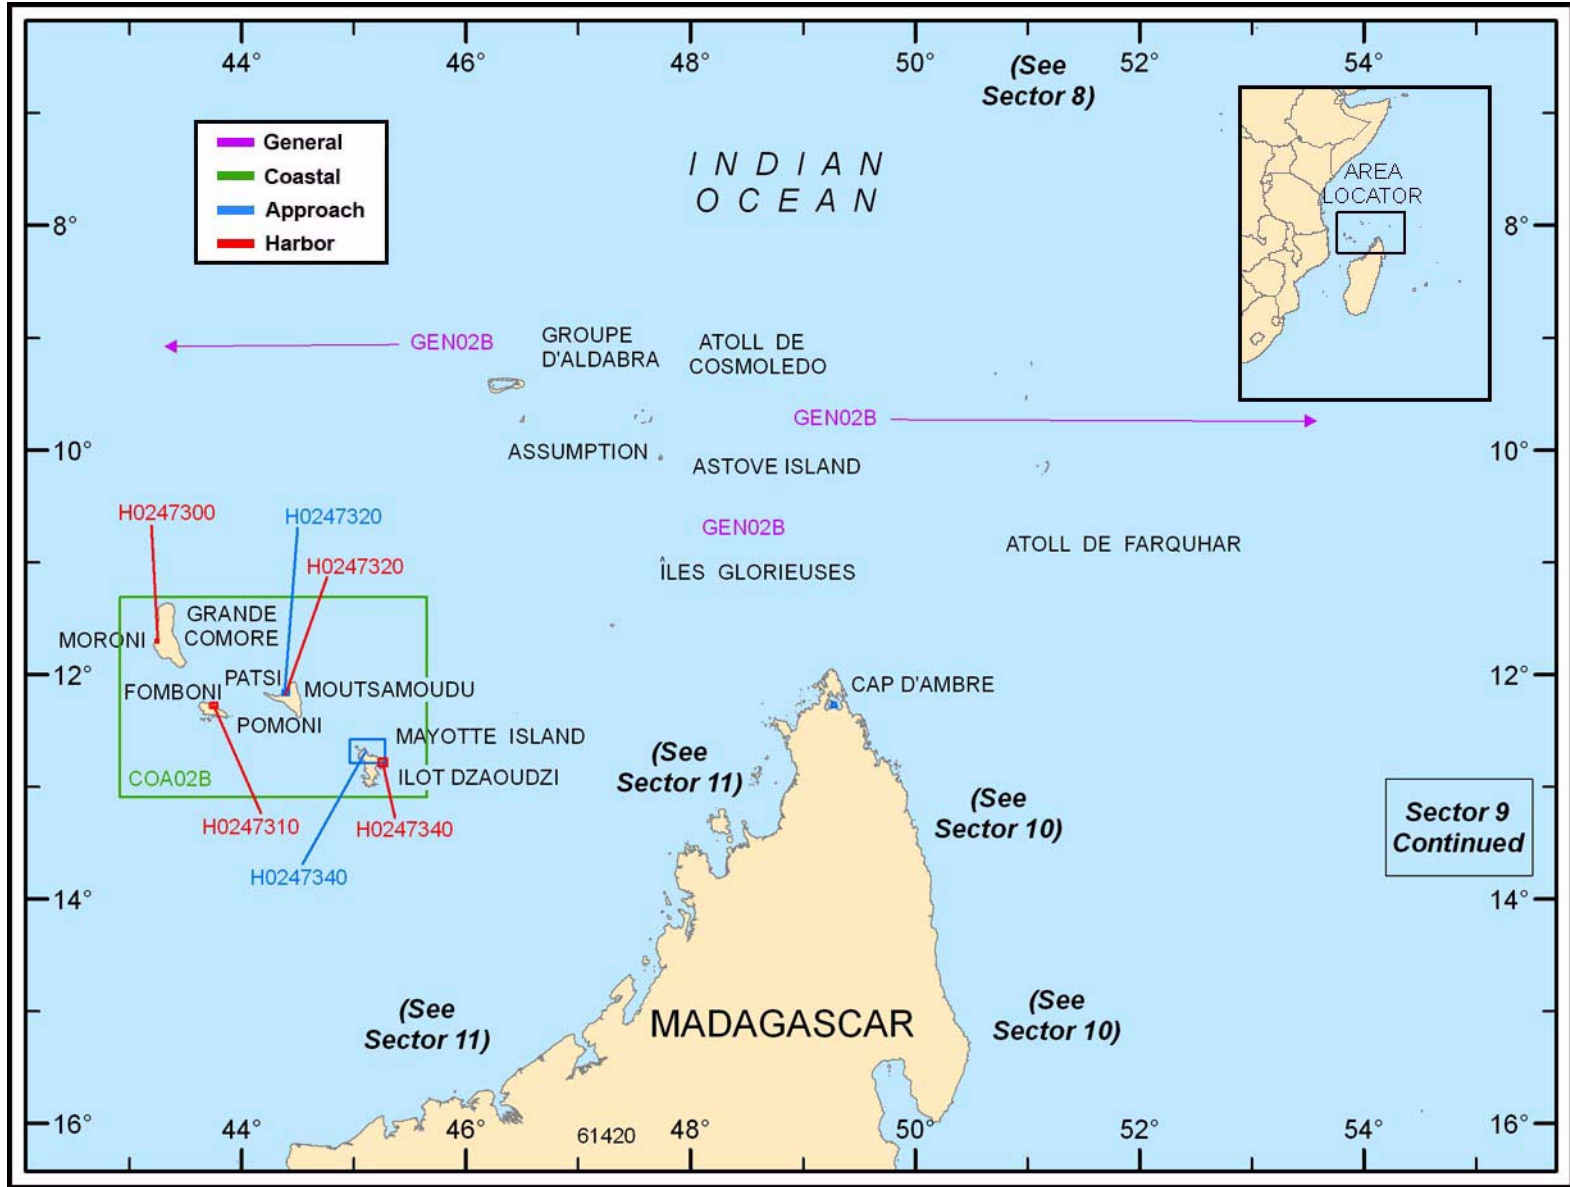 44°
46°
48°
50°
52°
54°
(See
Sector 8)
General
Coastal
Approach
Harbor
INDIAN
OCEAN
AREA
LOCATOR
8°
8°
GEN02B
GROUPE
D'ALDABRA
ATOLL DE
COSMOLEDO
GEN02B
10°
10°
ASSUMPTION
ASTOVE ISLAND
H0247300
H0247320
GEN02B
ATOLL DE FARQUHAR
H0247320
ÎLES GLORIEUSES
GRANDE
COMORE
MORONI
12°
12°
PATSI
FOMBONI
MOUTSAMOUDU
CAP D'AMBRE
POMONI
MAYOTTE ISLAND
(See
Sector 11)
COA02B
ILOT DZAOUDZI
(See
Sector 10)
Sector 9
Continued
H0247310
H0247340
H0247340
14°
14°
(See
Sector 11)
MADAGASCAR
(See
Sector 10)
16°
16°
44°
46°
61420
48°
50°
52°
54°